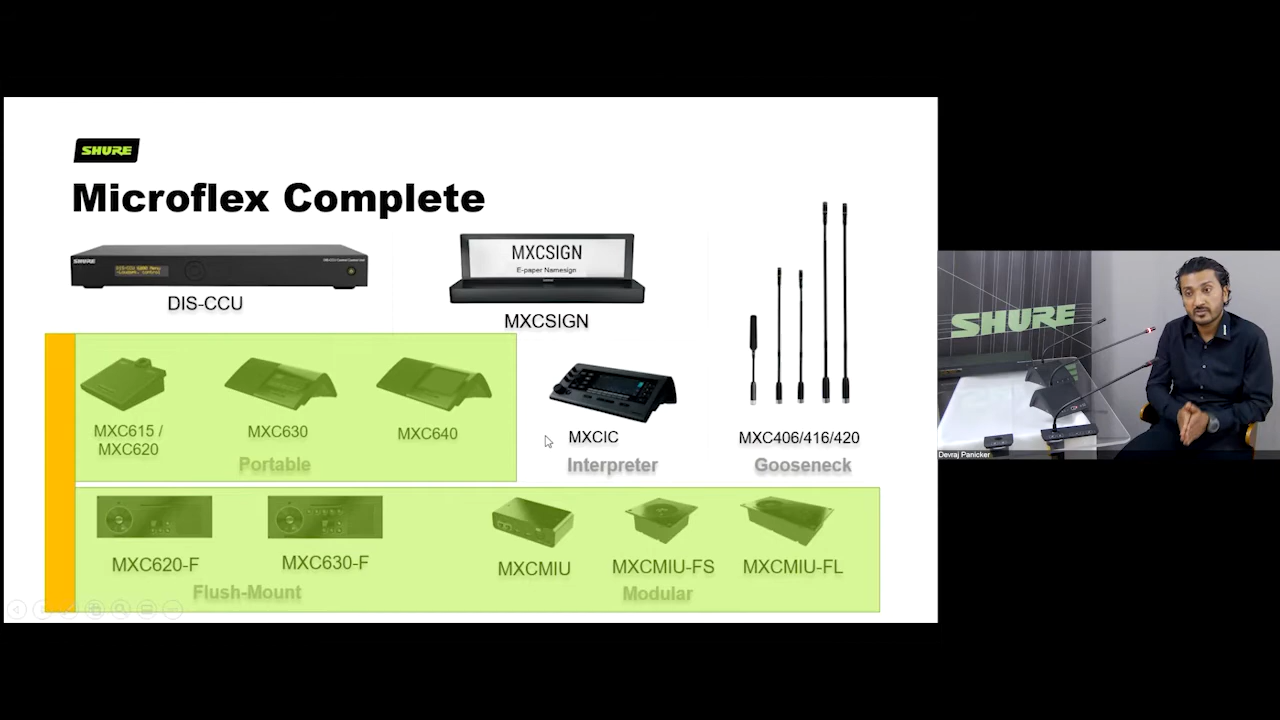 SHURE
Microflex Complete
SHURE
DIS-CCU
MXCSIGN
E-paper Namesign
MXCSIGN
MXC615 /
MXC620
MXC630
MXC640
Portable
MXCIC
Interpreter
MXC406/416/420
Gooseneck
MXC620-F
MXC630-F
Flush-Mount
MXCMIU
MXCMIU-FS
MXCMIU-FL
Modular
SHURE
Devraj Panicker